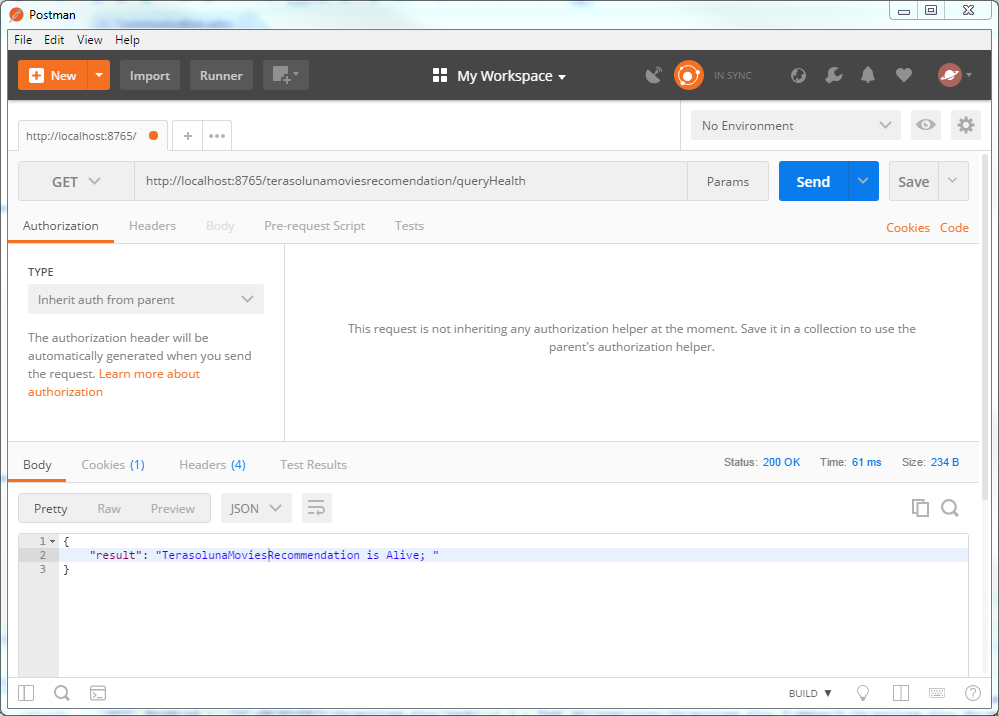 Postman
File Edit View Help
New Import Runner My Workspace IN SYNC
http://localhost:8765/ + ••• No Environment
GET http://localhost:8765/terasolunamoviesrecomendation/queryHealth Params Send Save
Authorization Headers Body Pre-request Script Tests Cookies Code
TYPE
Inherit auth from parent
The authorization header will be
automatically generated when you send
the request. Learn more about
authorization
This request is not inheriting any authorization helper at the moment. Save it in a collection to use the
parent's authorization helper.
Body Cookies (1) Headers (4) Test Results Status: 200 OK Time: 61 ms Size: 234 B
Pretty Raw Preview JSON
1 {
2 "result": "TerasolunaMoviesRecommendation is Alive; "
3 }
BUILD